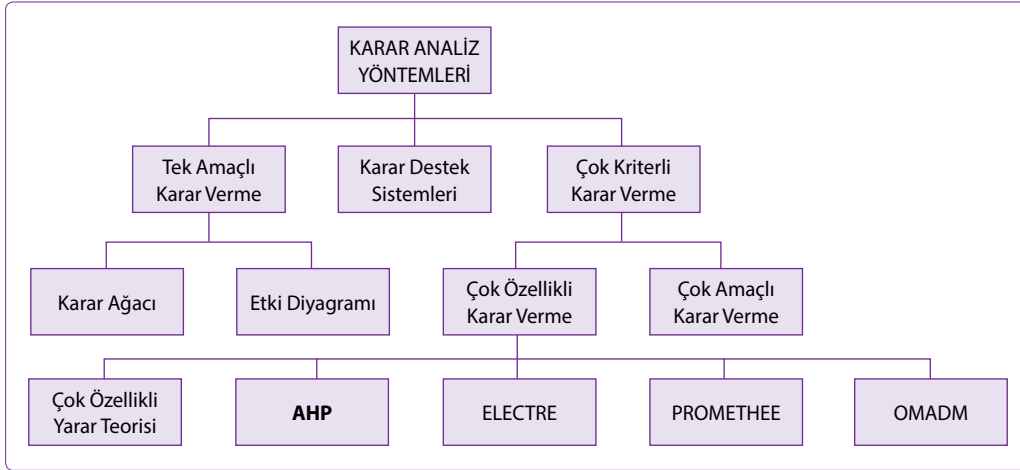 KARAR ANALİZ
YÖNTEMLERİ
Tek Amaçlı
Karar Verme
Karar Destek
Sistemleri
Çok Kriterli
Karar Verme
Karar Ağacı
Etki Diyagramı
Çok Özellikli
Karar Verme
Çok Amaçlı
Karar Verme
Çok Özellikli
Yarar Teorisi
AHP
ELECTRE
PROMETHEE
OMADM